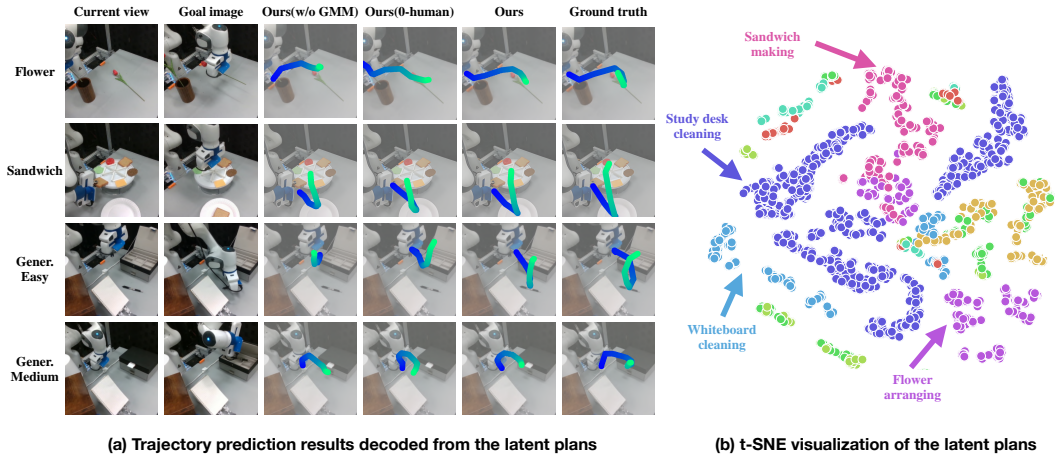 Current view Goal image Ours(w/o GMM) Ours(0-human) Ours Ground truth
Flower
Sandwich
Gener.
Easy
Gener.
Medium
(a) Trajectory prediction results decoded from the latent plans
Sandwich
making
Study desk
cleaning
Whiteboard
cleaning
Flower
arranging
(b) t-SNE visualization of the latent plans